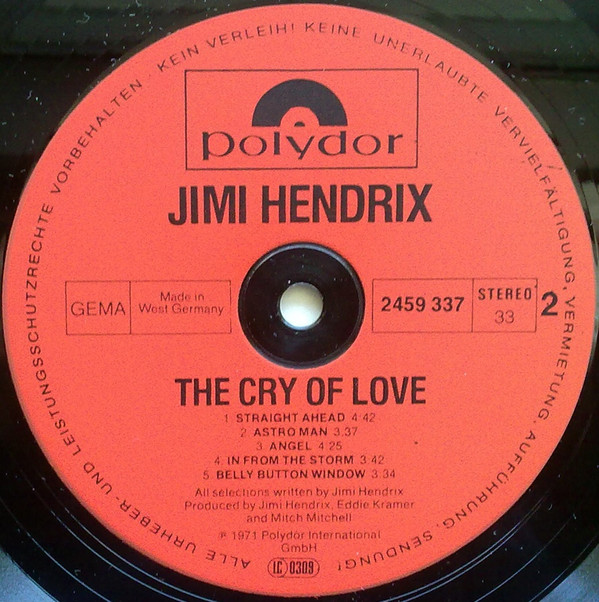 ALLE URHEBER- UND LEISTUNGSSCHUTZRECHTE VORBEHALTEN · KEIN VERLEIH! KEINE UNERLAUBTE VERVIELFÄLTIGUNG, VERMIETUNG, AUFFÜHRUNG, SENDUNG!
polydor
JIMI HENDRIX
GEMA
Made in
West Germany
2459 337
STEREO
33
2
THE CRY OF LOVE
1 STRAIGHT AHEAD 4:42
2 ASTRO MAN 3.37
3 ANGEL 4:25
4 IN FROM THE STORM 3:42
5 BELLY BUTTON WINDOW 3:34
All selections written by Jimi Hendrix
Produced by Jimi Hendrix, Eddie Kramer
and Mitch Mitchell
℗ 1971 Polydor International
GmbH
LC 0309